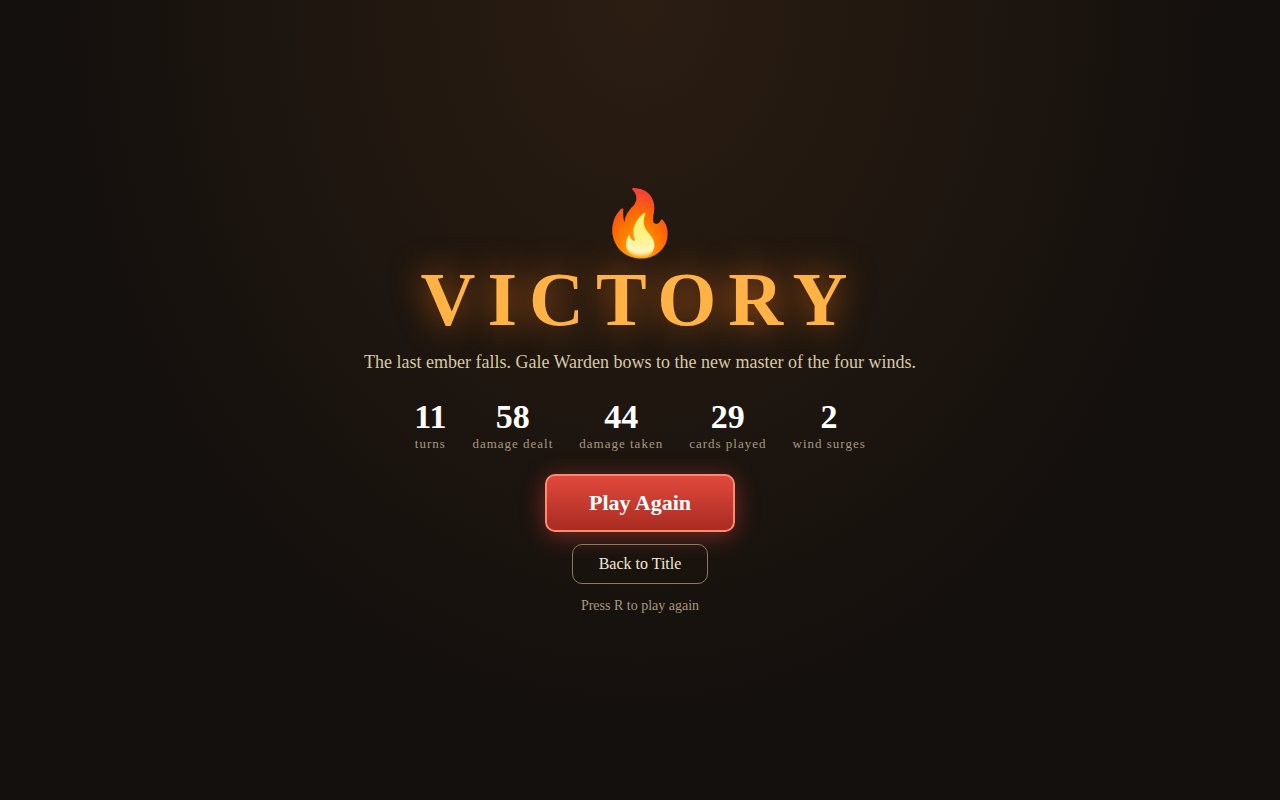 VICTORY
The last ember falls. Gale Warden bows to the new master of the four winds.
11 58 44 29 2
turns damage dealt damage taken cards played wind surges
Play Again
Back to Title
Press R to play again